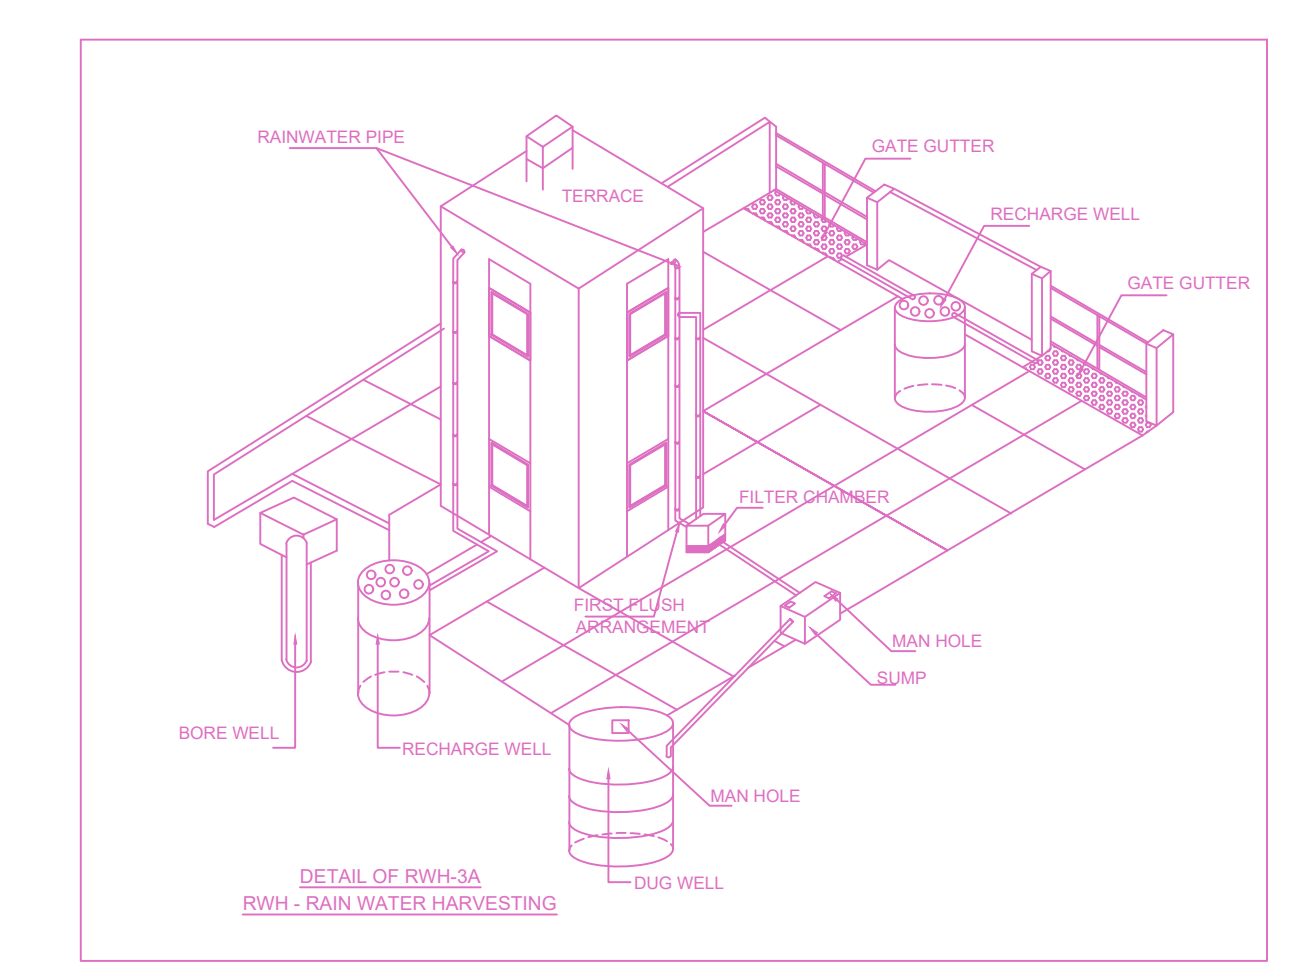 RAINWATER PIPE
GATE GUTTER
TERRACE
RECHARGE WELL
GATE GUTTER
FILTER CHAMBER
FIRST FLUSH
ARRANGEMENT
MAN HOLE
SUMP
BORE WELL
RECHARGE WELL
MAN HOLE
DUG WELL
DETAIL OF RWH-3A
RWH - RAIN WATER HARVESTING